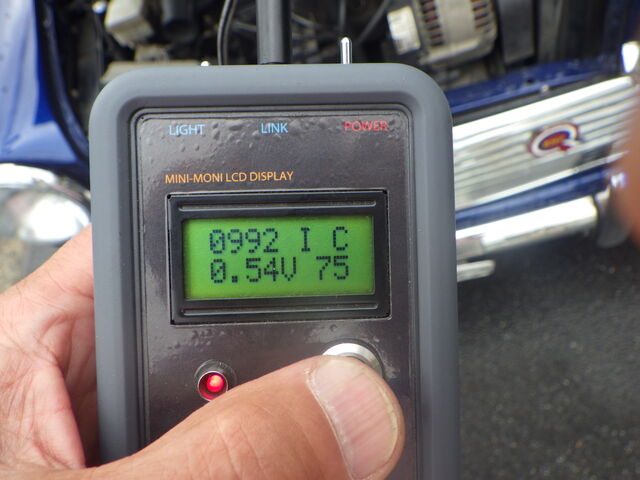 LIGHT LINK POWER
MINI-MONI LCD DISPLAY
0992 I C
0.54V 75